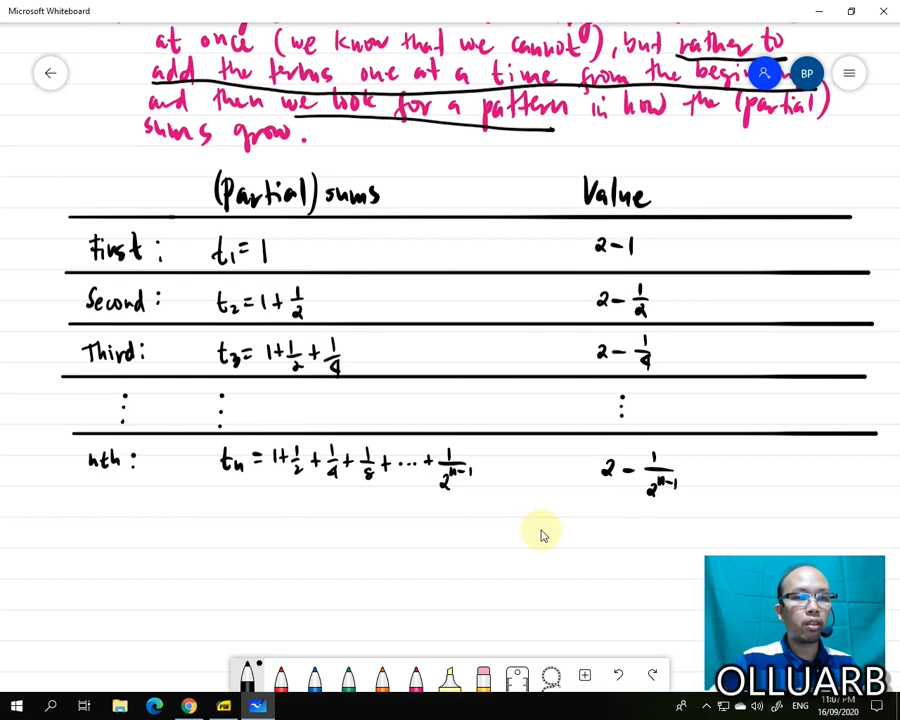 Microsoft Whiteboard
at once (we know that we cannot), but rather to
add the terms one at a time from the
BP
and then we look for a pattern in how the (partial)
sums grow.
(Partial) sums Value
First: t₁ = 1 2 - 1
Second: t₂ = 1 + 1/2 2 - 1/2
Third: t₃ = 1 + 1/2 + 1/4 2 - 1/4
⋮ ⋮ ⋮
nth: tₙ = 1 + 1/2 + 1/4 + 1/8 + ... + 1/2ⁿ⁻¹ 2 - 1/2ⁿ⁻¹
OLLUARB
ENG
11:07 PM
16/09/2020